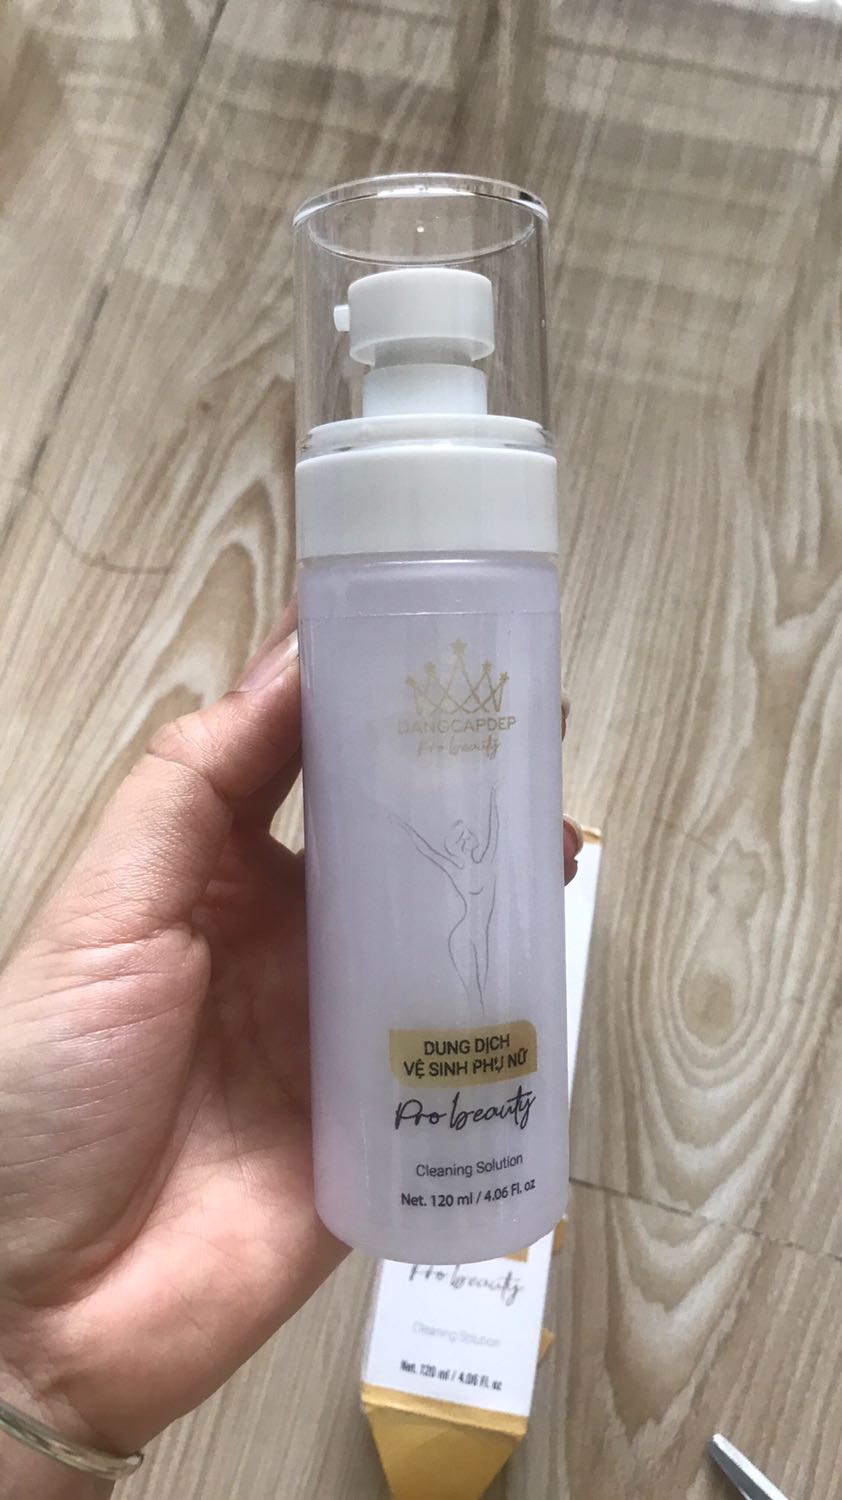 DANGCAPDEP
Pro beauty
DUNG DỊCH
VỆ SINH PHỤ NỮ
Pro beauty
Cleaning Solution
Net. 120 ml / 4.06 Fl. oz
Pro beauty
Cleaning Solution
Net. 120 ml / 4.06 Fl. oz